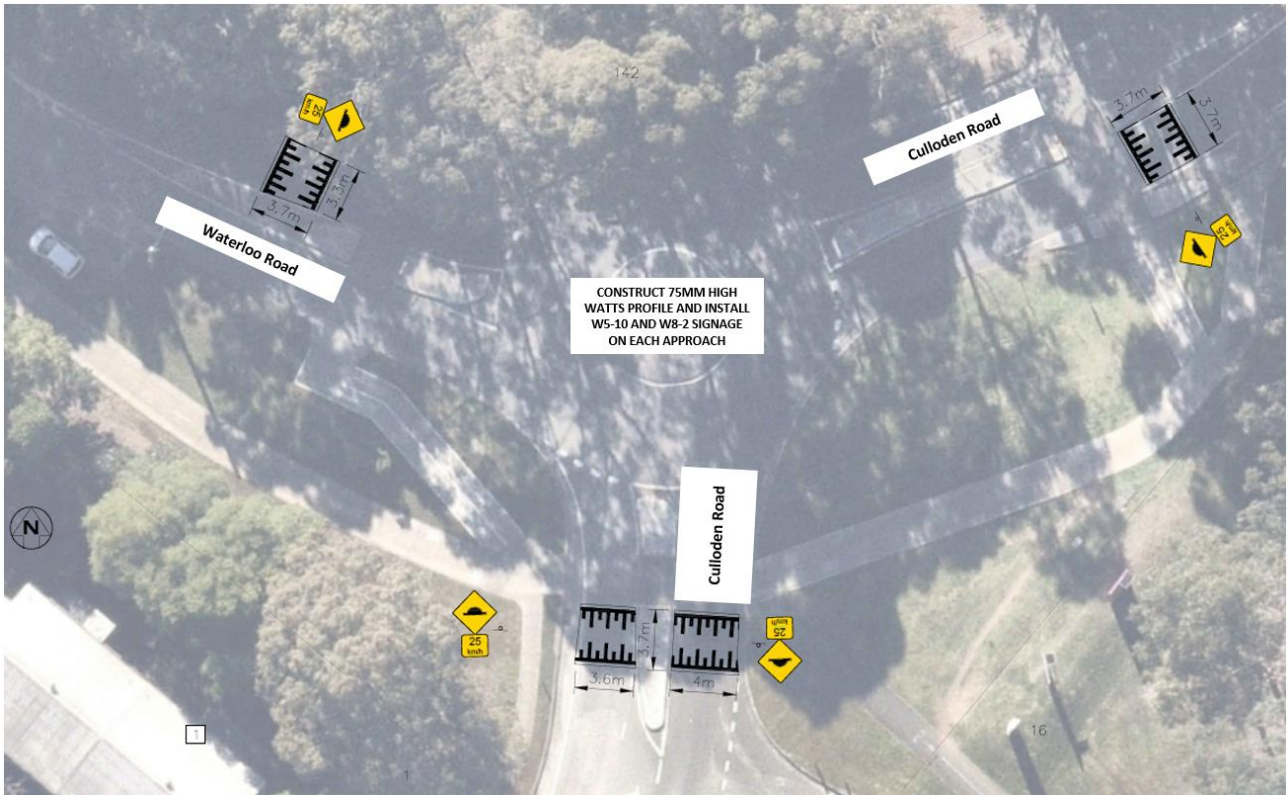 142
25
km/h
3.3m
3.7m
Waterloo Road
Culloden Road
3.7m
3.7m
25
km/h
CONSTRUCT 75MM HIGH
WATTS PROFILE AND INSTALL
W5-10 AND W8-2 SIGNAGE
ON EACH APPROACH
N
Culloden Road
25
km/h
3.7m
3.6m
4m
25
km/h
1
1
16